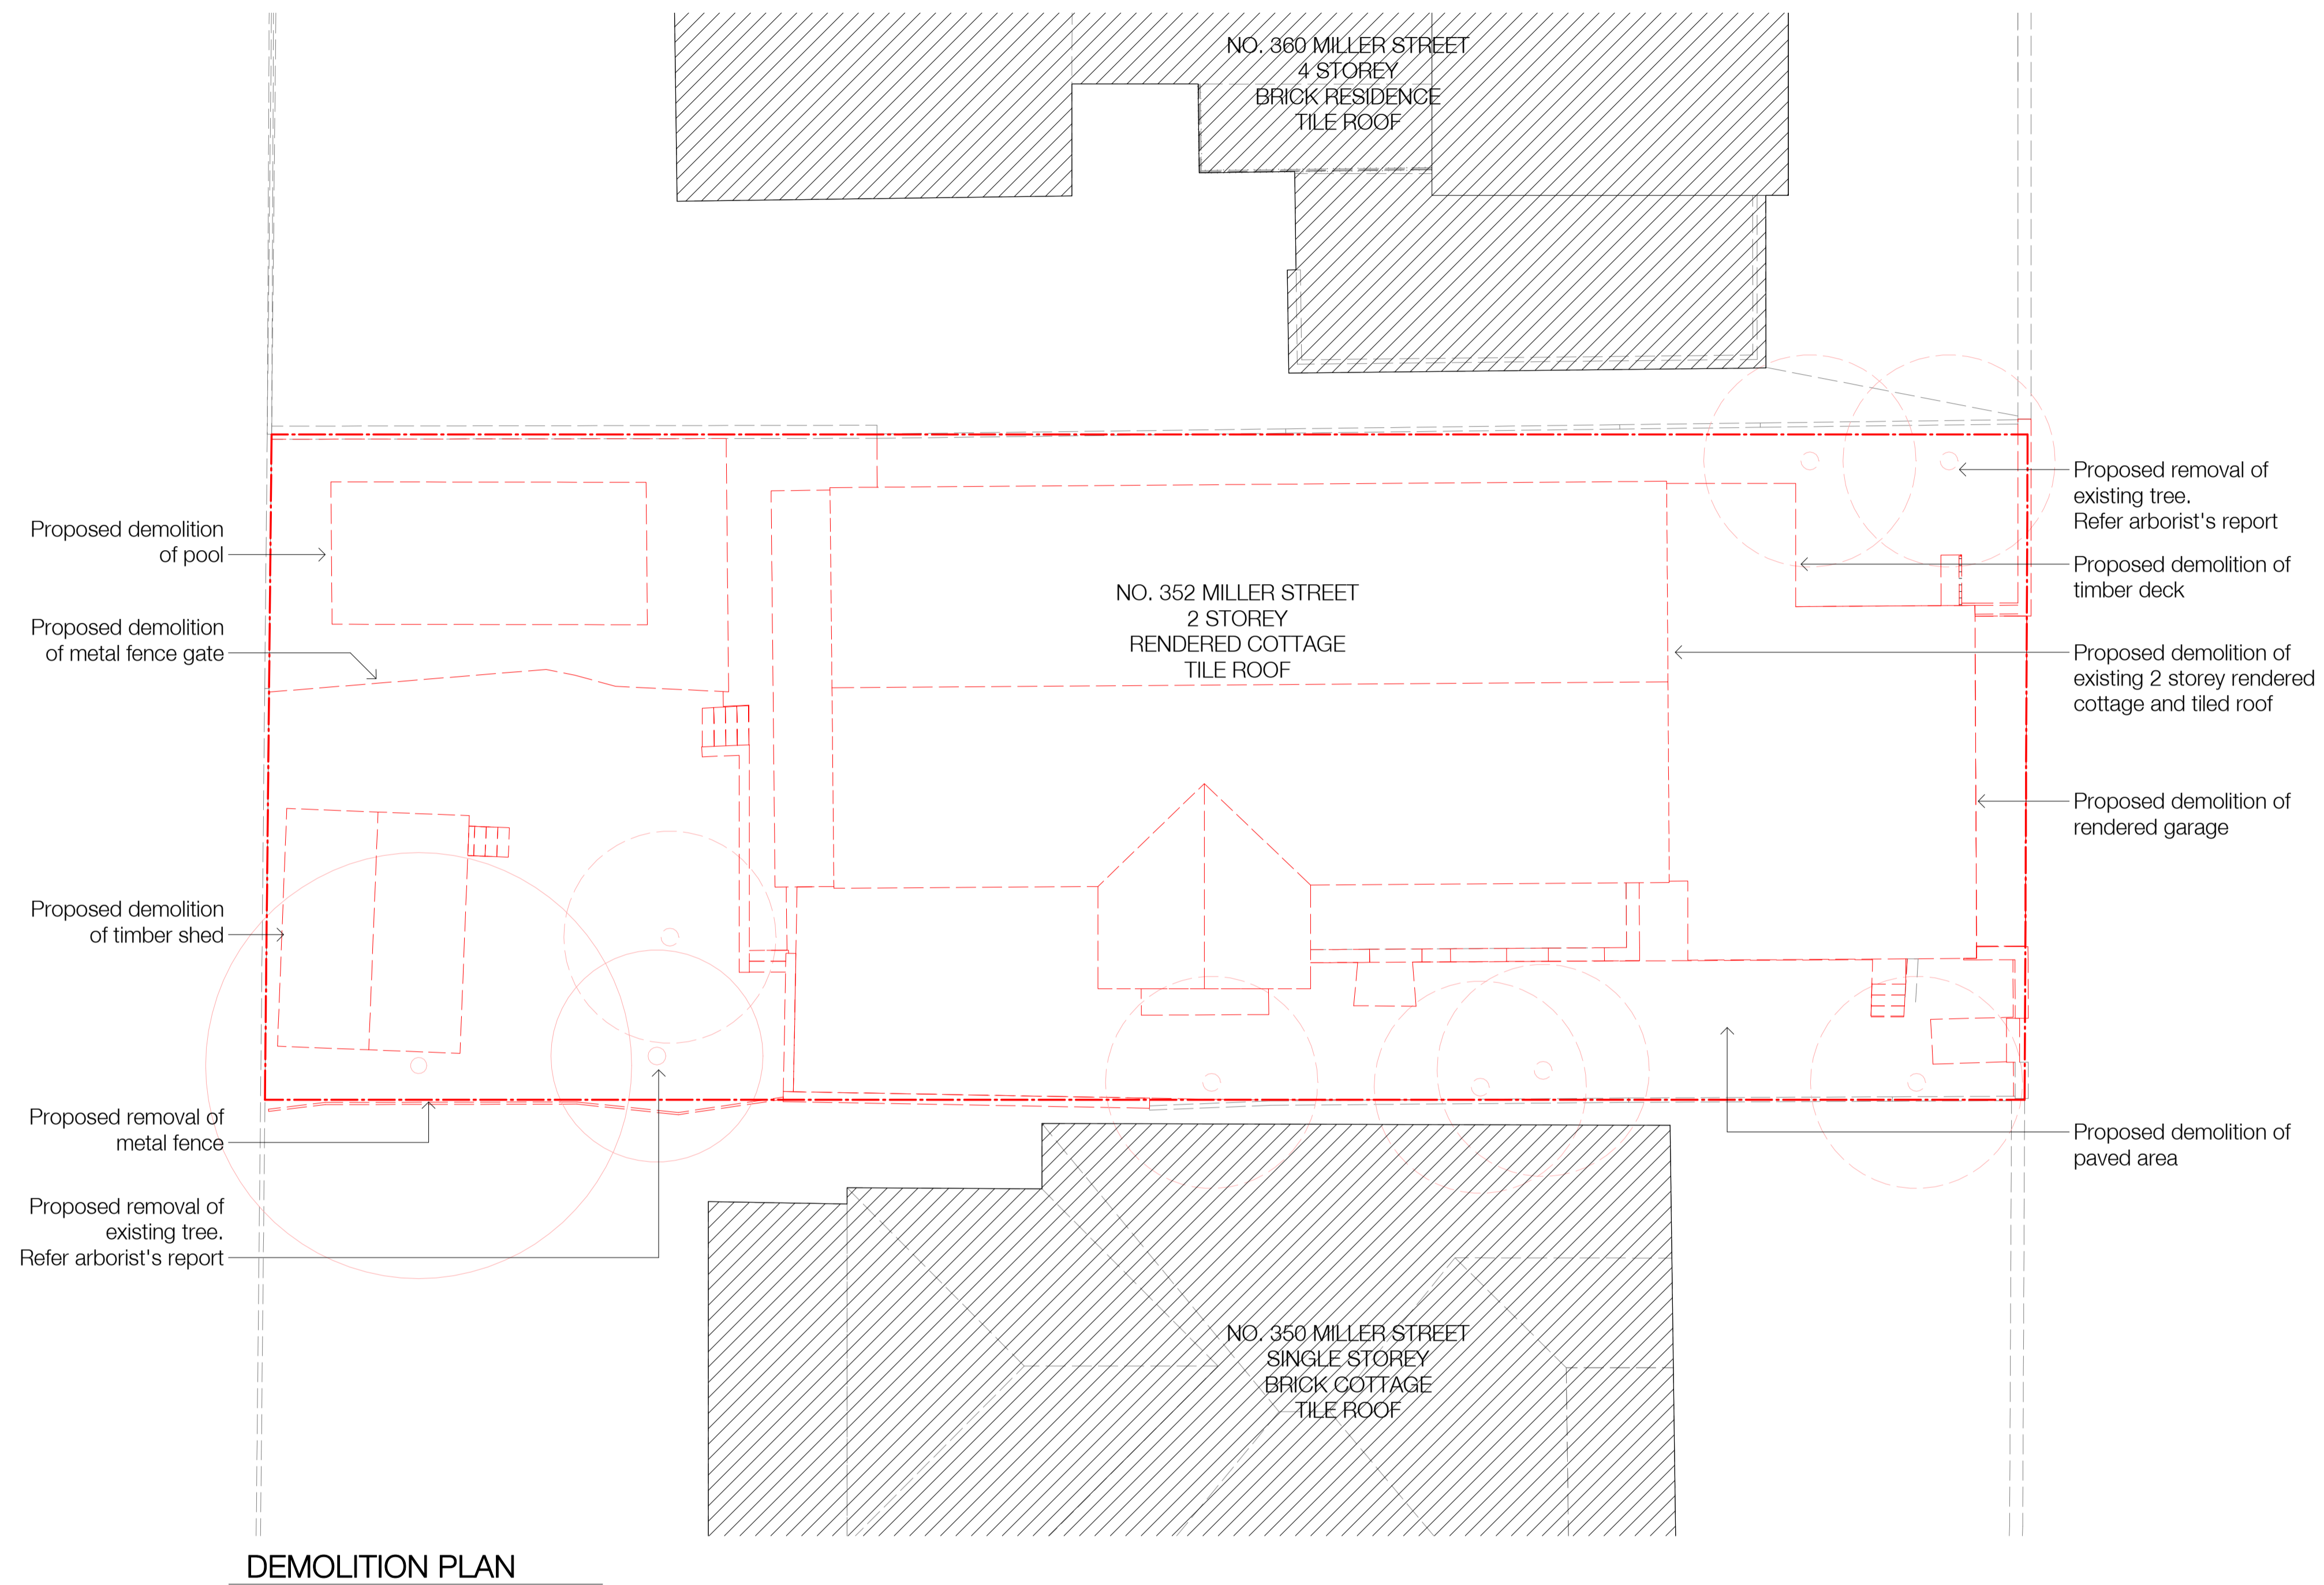 NO. 360 MILLER STREET
4 STOREY
BRICK RESIDENCE
TILE ROOF
Proposed demolition
of pool
Proposed demolition
of metal fence gate
Proposed demolition
of timber shed
Proposed removal of
metal fence
Proposed removal of
existing tree.
Refer arborist's report
NO. 352 MILLER STREET
2 STOREY
RENDERED COTTAGE
TILE ROOF
Proposed removal of
existing tree.
Refer arborist's report
Proposed demolition of
timber deck
Proposed demolition of
existing 2 storey rendered
cottage and tiled roof
Proposed demolition of
rendered garage
Proposed demolition of
paved area
NO. 350 MILLER STREET
SINGLE STOREY
BRICK COTTAGE
TILE ROOF
DEMOLITION PLAN